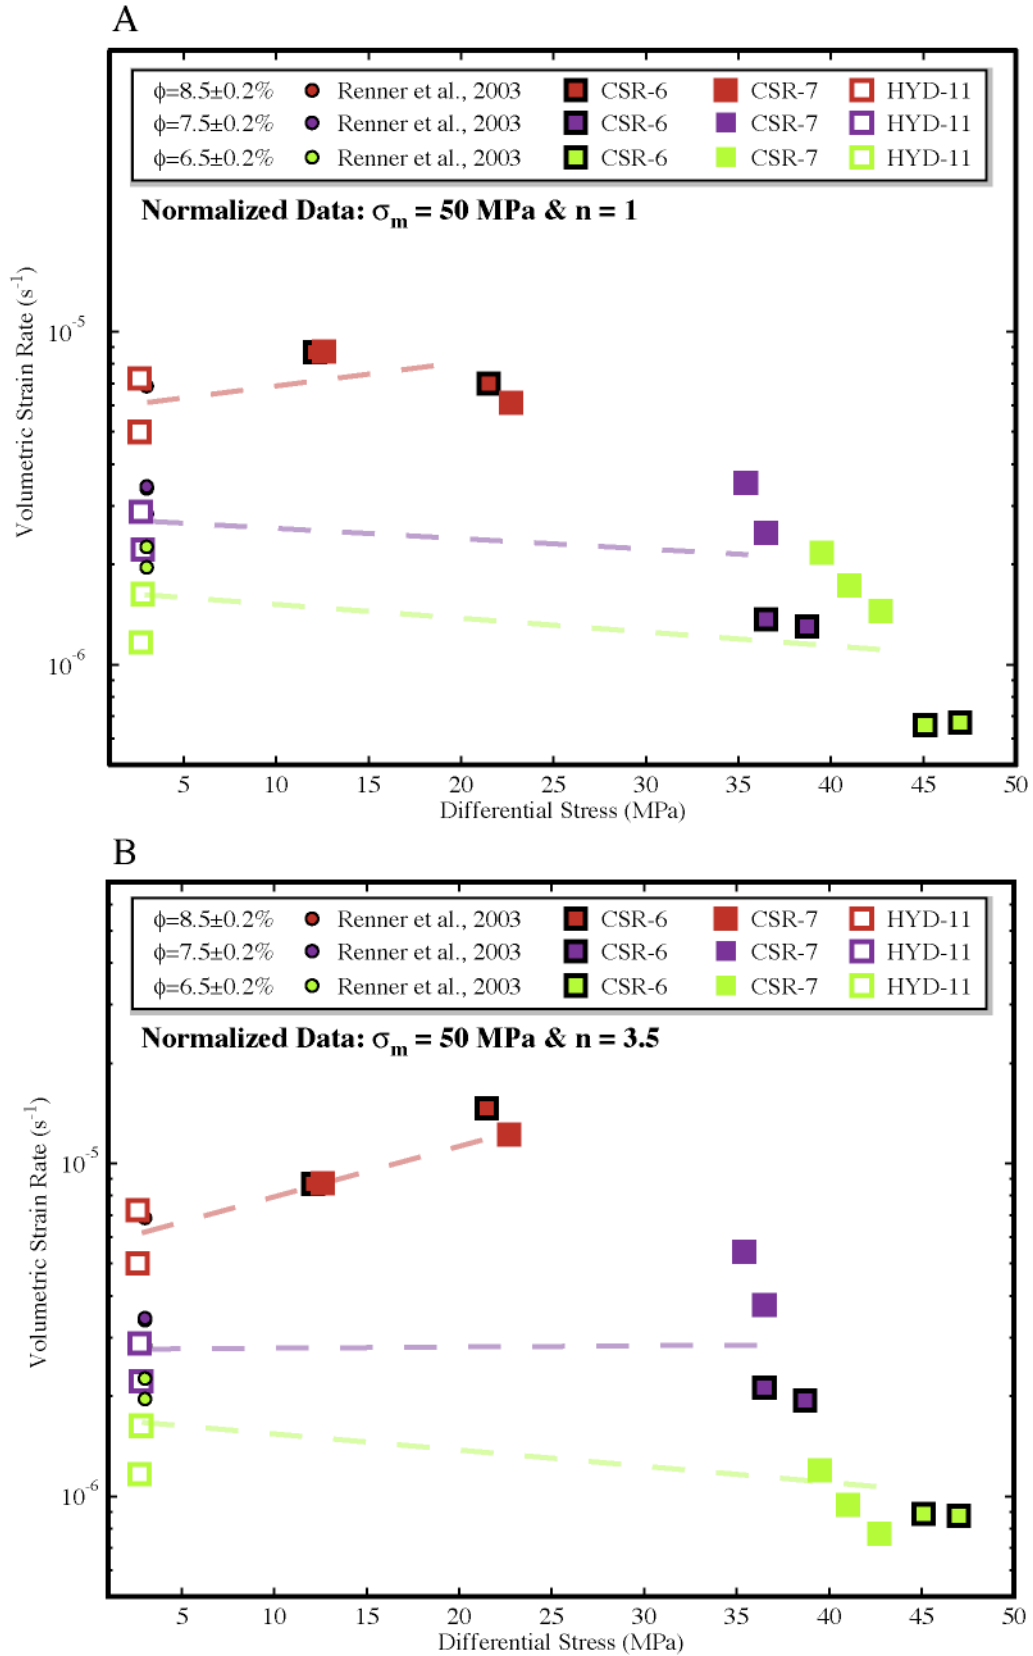 A
ϕ=8.5±0.2% Renner et al., 2003 CSR-6 CSR-7 HYD-11
ϕ=7.5±0.2% Renner et al., 2003 CSR-6 CSR-7 HYD-11
ϕ=6.5±0.2% Renner et al., 2003 CSR-6 CSR-7 HYD-11
Normalized Data: σm = 50 MPa & n = 1
Volumetric Strain Rate (s-1)
10-5
10-6
5 10 15 20 25 30 35 40 45 50
Differential Stress (MPa)
B
ϕ=8.5±0.2% Renner et al., 2003 CSR-6 CSR-7 HYD-11
ϕ=7.5±0.2% Renner et al., 2003 CSR-6 CSR-7 HYD-11
ϕ=6.5±0.2% Renner et al., 2003 CSR-6 CSR-7 HYD-11
Normalized Data: σm = 50 MPa & n = 3.5
Volumetric Strain Rate (s-1)
10-5
10-6
5 10 15 20 25 30 35 40 45 50
Differential Stress (MPa)